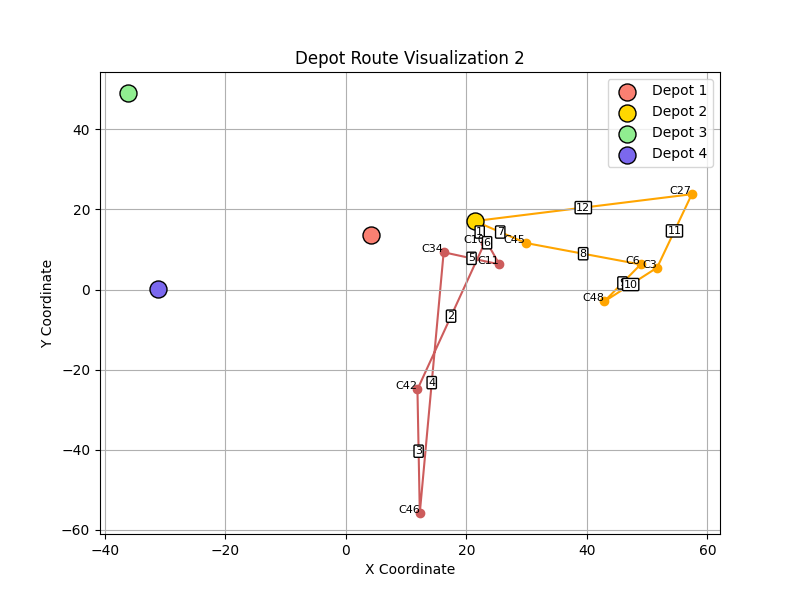 Depot Route Visualization 2
Depot 1
Depot 2
Depot 3
Depot 4
40
20
0
−20
−40
−60
Y Coordinate
C27
12
1
7
C45
6
11
C34
5
C11
8
C6
C3
10
C48
2
C42
4
3
C46
−40
−20
0
20
40
60
X Coordinate